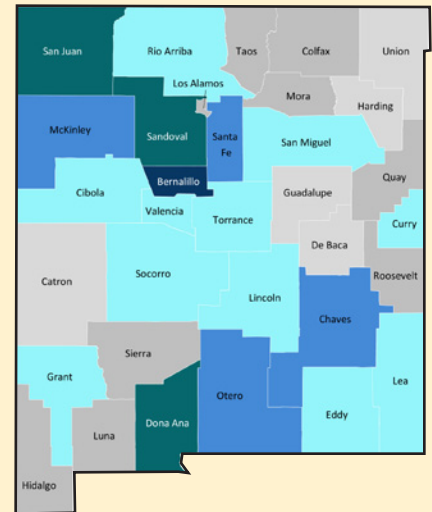 San Juan
Rio Arriba
Taos
Colfax
Union
Los Alamos
Mora
Harding
McKinley
Sandoval
Santa
Fe
San Miguel
Quay
Bernalillo
Cibola
Valencia
Guadalupe
Torrance
Curry
De Baca
Catron
Socorro
Roosevelt
Lincoln
Chaves
Sierra
Grant
Otero
Lea
Dona Ana
Eddy
Luna
Hidalgo